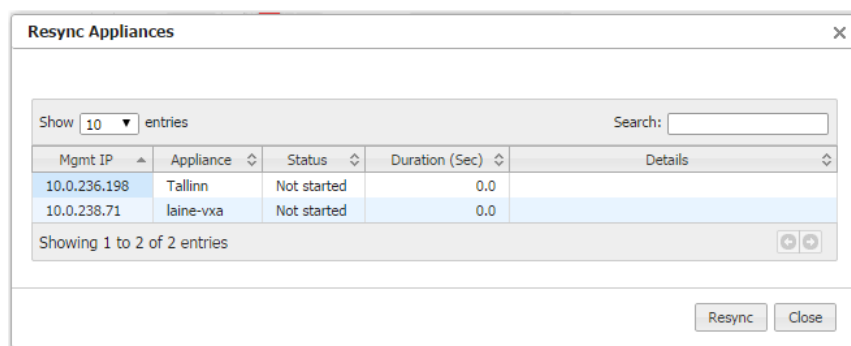 Resync Appliances
Show 10 entries Search:
Mgmt IP Appliance Status Duration (Sec) Details
10.0.236.198 Tallinn Not started 0.0
10.0.238.71 laine-vxa Not started 0.0
Showing 1 to 2 of 2 entries
Resync Close